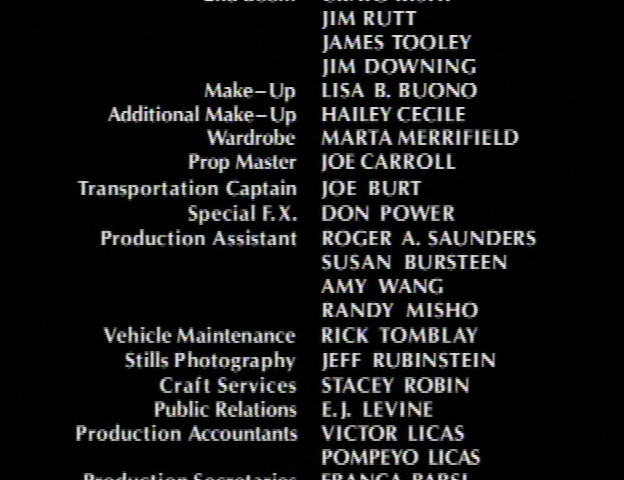 JIM RUTT
JAMES TOOLEY
JIM DOWNING
Make-Up LISA B. BUONO
Additional Make-Up HAILEY CECILE
Wardrobe MARTA MERRIFIELD
Prop Master JOE CARROLL
Transportation Captain JOE BURT
Special F.X. DON POWER
Production Assistant ROGER A. SAUNDERS
SUSAN BURSTEEN
AMY WANG
RANDY MISHO
Vehicle Maintenance RICK TOMBLAY
Stills Photography JEFF RUBINSTEIN
Craft Services STACEY ROBIN
Public Relations E.J. LEVINE
Production Accountants VICTOR LICAS
POMPEYO LICAS
Production Secretaries